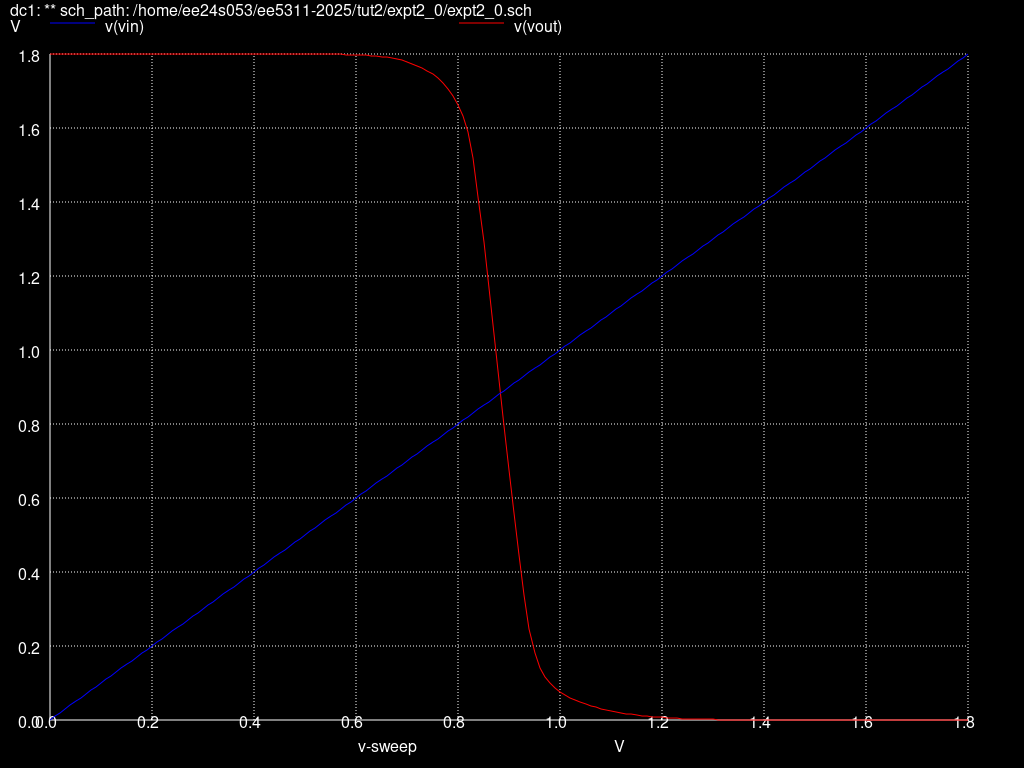 dc1: ** sch_path: /home/ee24s053/ee5311-2025/tut2/expt2_0/expt2_0.sch
V v(vin) v(vout)
1.8
1.6
1.4
1.2
1.0
0.8
0.6
0.4
0.2
0.0
0.0 0.2 0.4 0.6 0.8 1.0 1.2 1.4 1.6 1.8
v-sweep V